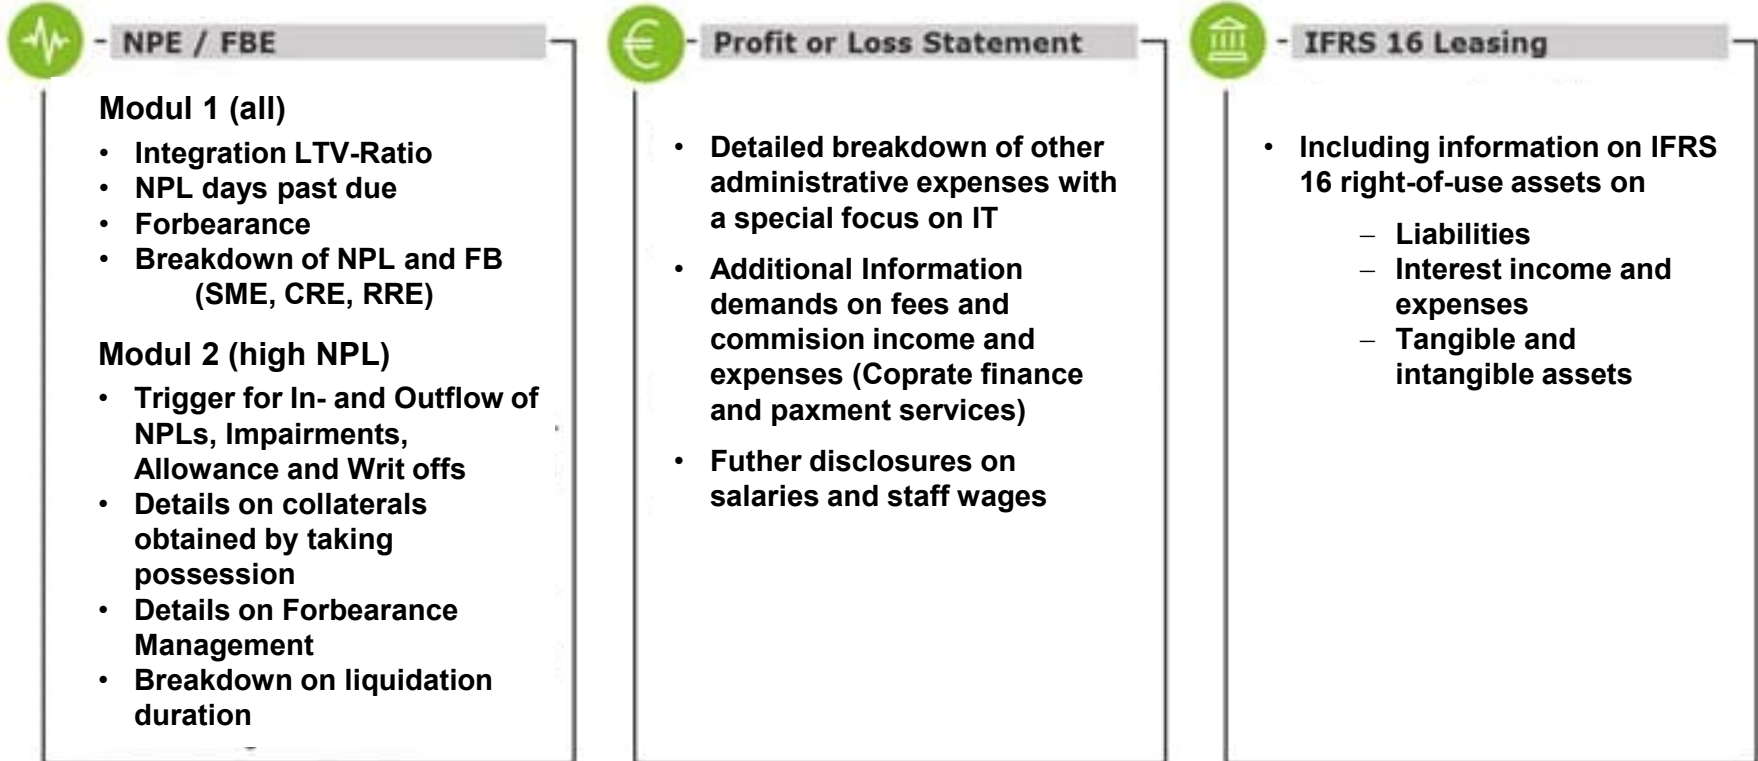 NPE / FBE
Modul 1 (all)
• Integration LTV-Ratio
• NPL days past due
• Forbearance
• Breakdown of NPL and FB
(SME, CRE, RRE)
Modul 2 (high NPL)
• Trigger for In- and Outflow of
NPLs, Impairments,
Allowance and Writ offs
• Details on collaterals
obtained by taking
possession
• Details on Forbearance
Management
• Breakdown on liquidation
duration
Profit or Loss Statement
• Detailed breakdown of other
administrative expenses with
a special focus on IT
• Additional Information
demands on fees and
commision income and
expenses (Coprate finance
and paxment services)
• Futher disclosures on
salaries and staff wages
IFRS 16 Leasing
• Including information on IFRS
16 right-of-use assets on
– Liabilities
– Interest income and
expenses
– Tangible and
intangible assets